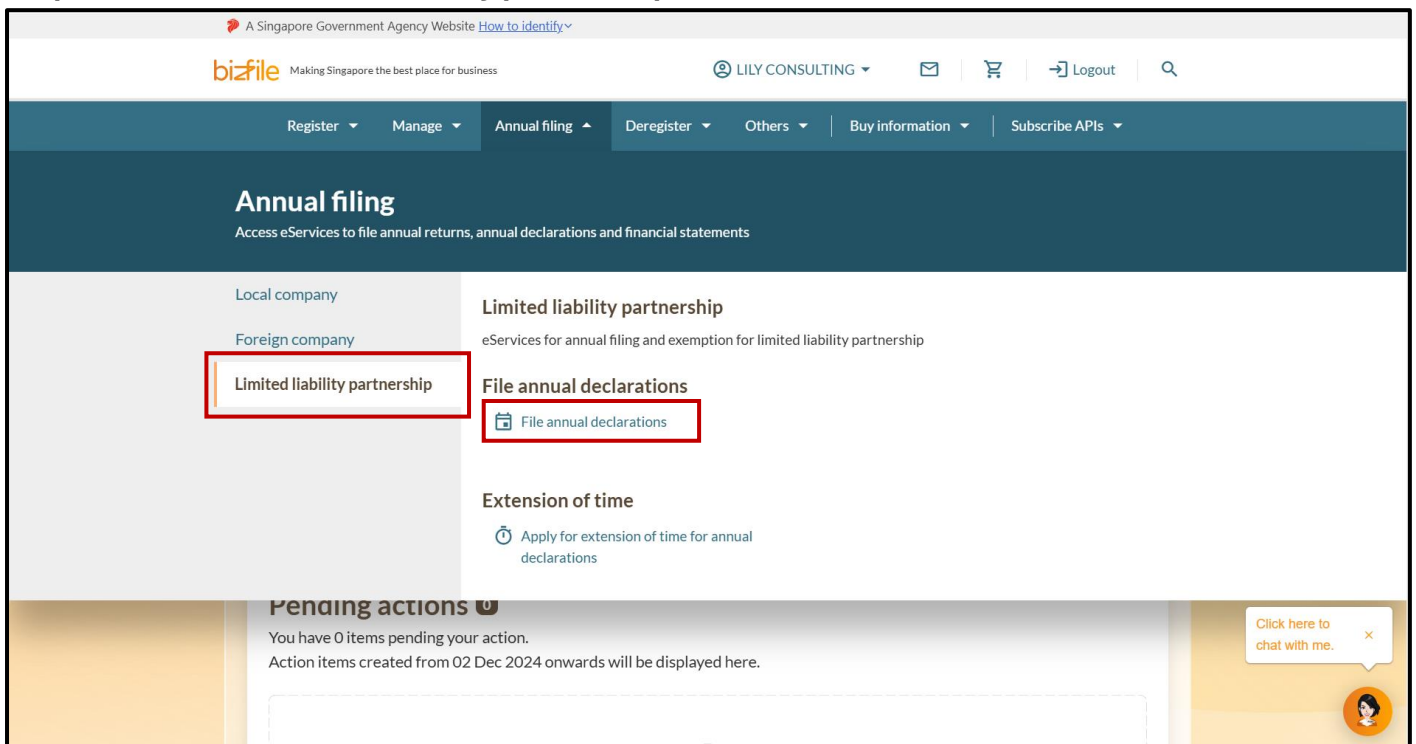 A Singapore Government Agency Website How to identify
bizfile Making Singapore the best place for business
LILY CONSULTING
Logout
Register
Manage
Annual filing
Deregister
Others
Buy information
Subscribe APIs
Annual filing
Access eServices to file annual returns, annual declarations and financial statements
Local company
Foreign company
Limited liability partnership
Limited liability partnership
eServices for annual filing and exemption for limited liability partnership
File annual declarations
File annual declarations
Extension of time
Apply for extension of time for annual
declarations
Pending actions 0
You have 0 items pending your action.
Action items created from 02 Dec 2024 onwards will be displayed here.
Click here to
chat with me.